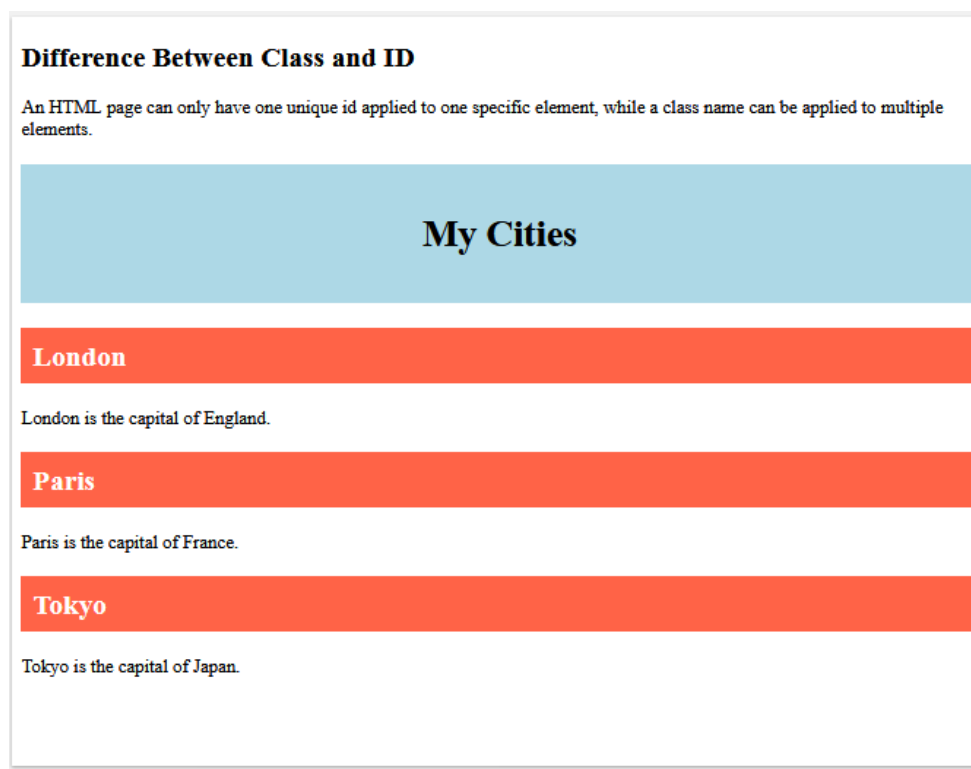 Difference Between Class and ID
An HTML page can only have one unique id applied to one specific element, while a class name can be applied to multiple
elements.
My Cities
London
London is the capital of England.
Paris
Paris is the capital of France.
Tokyo
Tokyo is the capital of Japan.